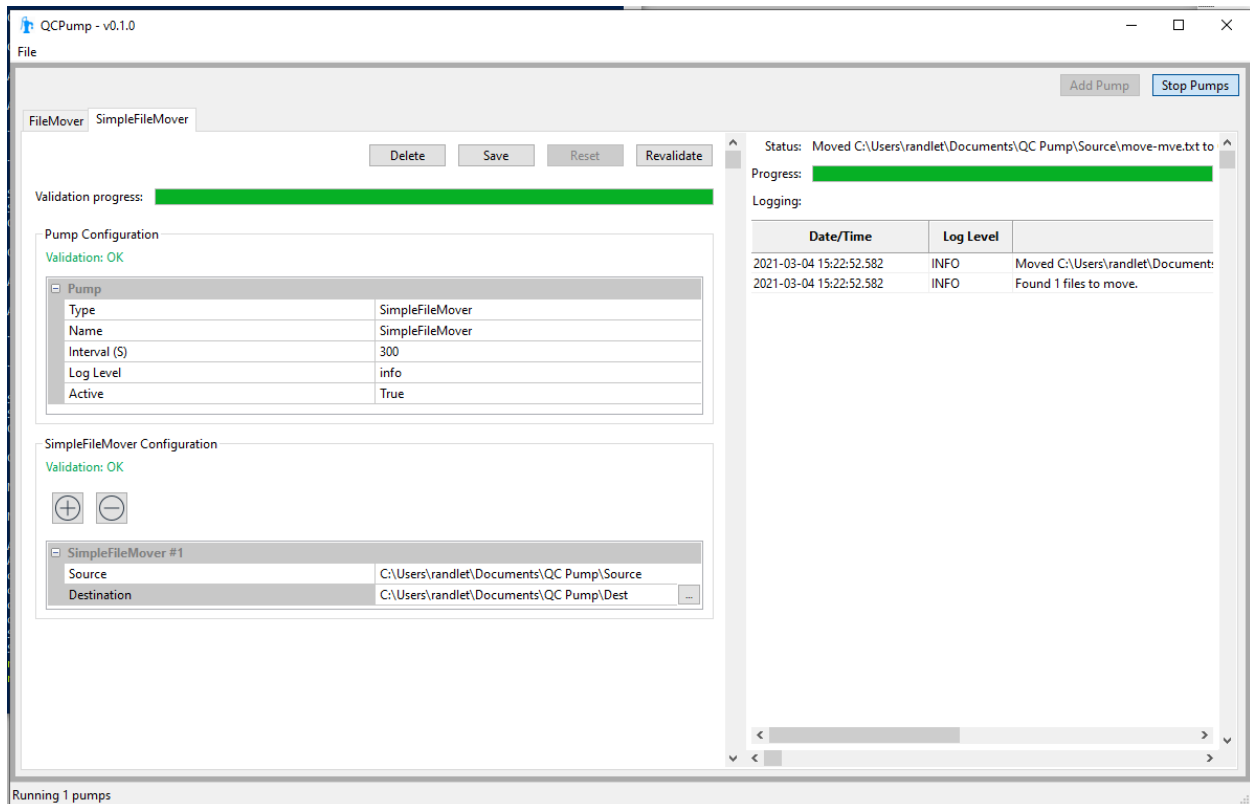 QCPump - v0.1.0
File
Add Pump Stop Pumps
FileMover SimpleFileMover
Delete Save Reset Revalidate
Validation progress:
Pump Configuration
Validation: OK
Pump
Type SimpleFileMover
Name SimpleFileMover
Interval (S) 300
Log Level info
Active True
SimpleFileMover Configuration
Validation: OK
SimpleFileMover #1
Source C:\Users\randlet\Documents\QC Pump\Source
Destination C:\Users\randlet\Documents\QC Pump\Dest ...
Status: Moved C:\Users\randlet\Documents\QC Pump\Source\move-mve.txt to
Progress:
Logging:
Date/Time Log Level
2021-03-04 15:22:52.582 INFO Moved C:\Users\randlet\Documents
2021-03-04 15:22:52.582 INFO Found 1 files to move.
Running 1 pumps